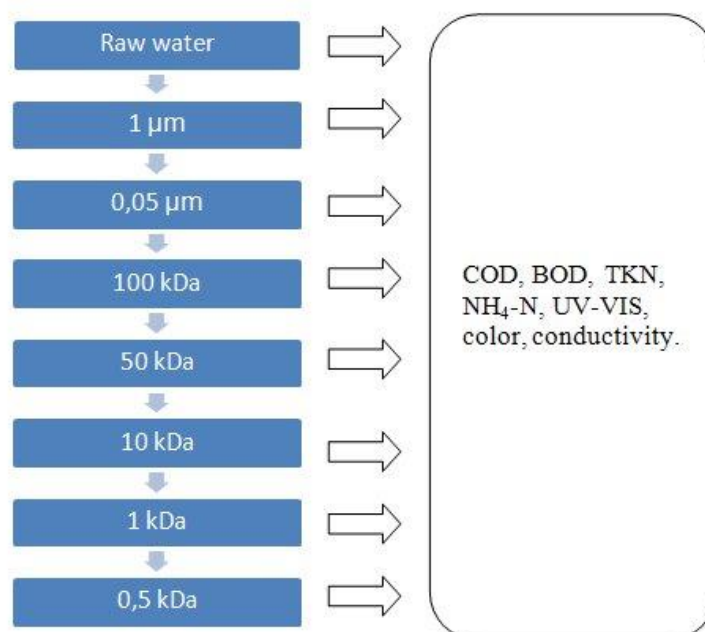 Raw water
1 µm
0,05 µm
100 kDa
50 kDa
10 kDa
1 kDa
0,5 kDa
COD, BOD, TKN,
NH₄-N, UV-VIS,
color, conductivity.